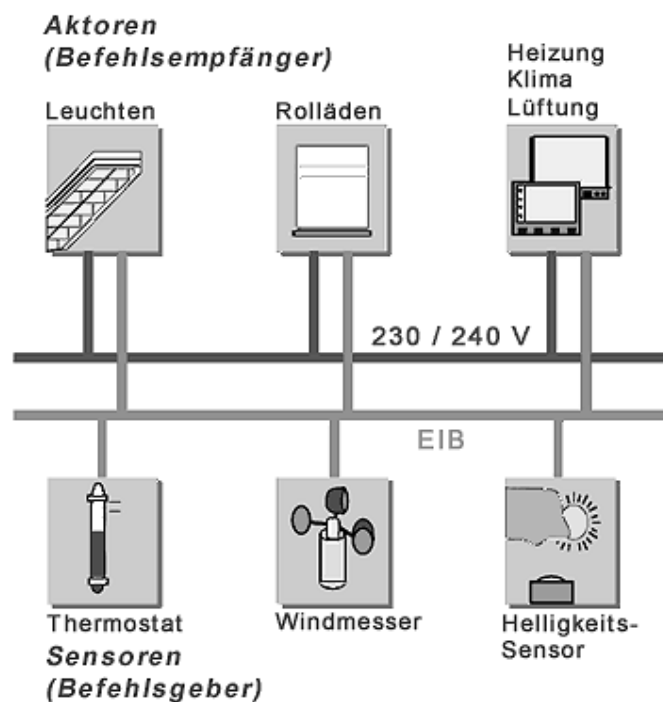 Aktoren
(Befehlsempfänger)
Leuchten
Rolläden
Heizung
Klima
Lüftung
230 / 240 V
EIB
Thermostat
Windmesser
Helligkeits-
Sensor
Sensoren
(Befehlsgeber)